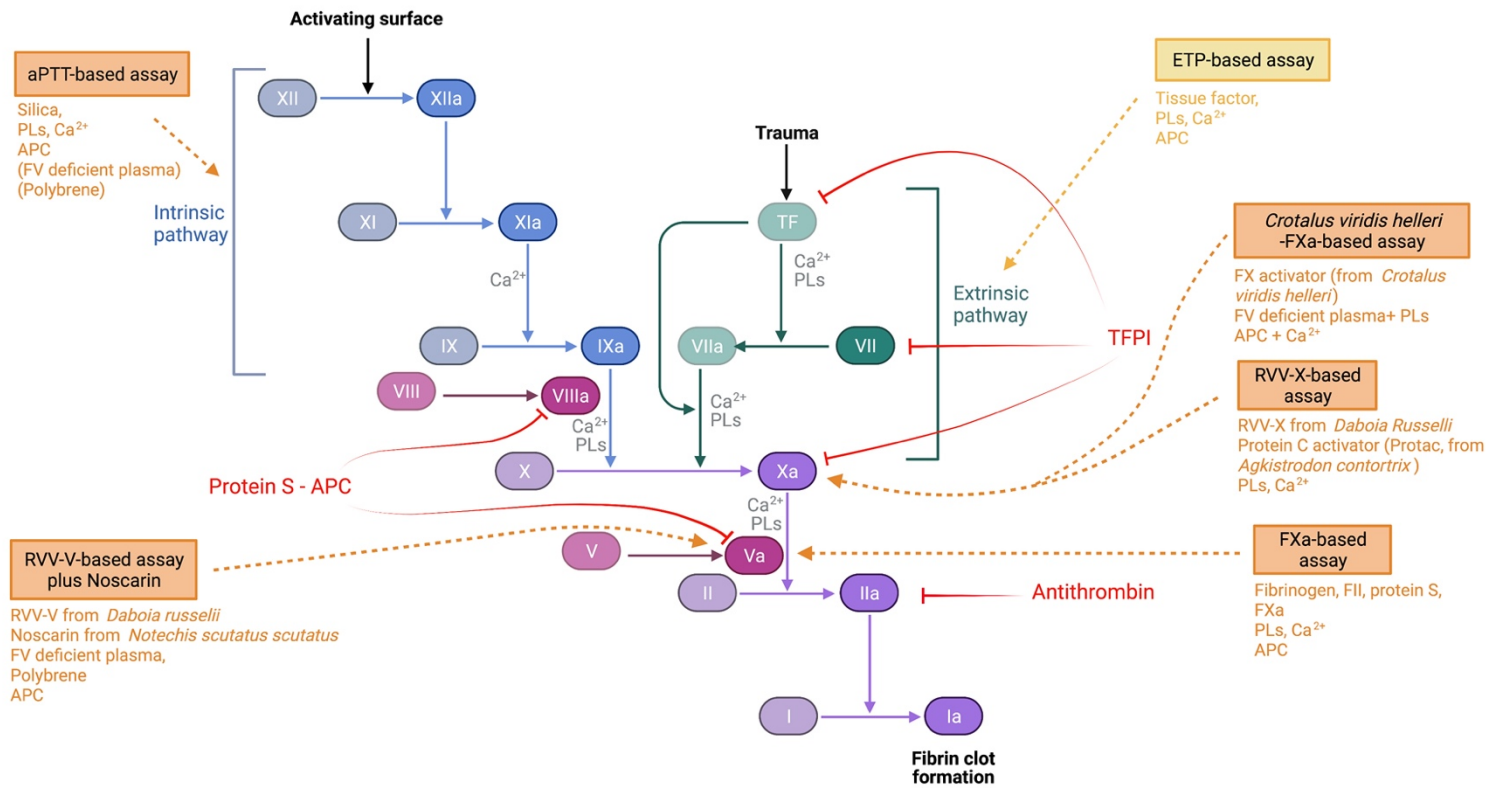 Activating surface
aPTT-based assay
Silica,
PLs, Ca²⁺
APC
(FV deficient plasma)
(Polybrene)
Intrinsic
pathway
XII
XIIa
XI
XIa
Ca²⁺
IX
IXa
VIII
VIIIa
Ca²⁺
PLs
Trauma
TF
Ca²⁺
PLs
VIIa
VII
Ca²⁺
PLs
Extrinsic
pathway
ETP-based assay
Tissue factor,
PLs, Ca²⁺
APC
Crotalus viridis helleri
-FXa-based assay
FX activator (from Crotalus
viridis helleri)
FV deficient plasma+ PLs
APC + Ca²⁺
TFPI
RVV-X-based
assay
RVV-X from Daboia Russelli
Protein C activator (Protac, from
Agkistrodon contortrix )
PLs, Ca²⁺
X
Xa
Protein S - APC
Ca²⁺
PLs
V
Va
II
IIa
Antithrombin
RVV-V-based assay
plus Noscarin
RVV-V from Daboia russelii
Noscarin from Notechis scutatus scutatus
FV deficient plasma,
Polybrene
APC
FXa-based
assay
Fibrinogen, FII, protein S,
FXa
PLs, Ca²⁺
APC
I
Ia
Fibrin clot
formation